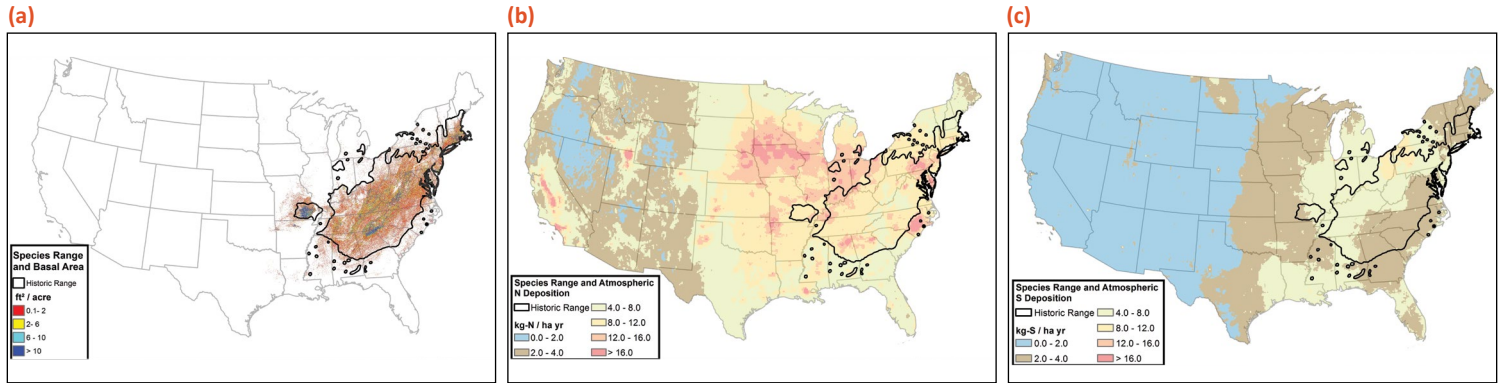 (a)
Species Range
and Basal Area
Historic Range
ft² / acre
0.1- 2
2- 6
6 - 10
> 10
(b)
Species Range and Atmospheric
N Deposition
Historic Range
kg-N / ha yr
0.0 - 2.0
2.0 - 4.0
4.0 - 8.0
8.0 - 12.0
12.0 - 16.0
> 16.0
(c)
Species Range and Atmospheric
S Deposition
Historic Range
kg-S / ha yr
0.0 - 2.0
2.0 - 4.0
4.0 - 8.0
8.0 - 12.0
12.0 - 16.0
> 16.0